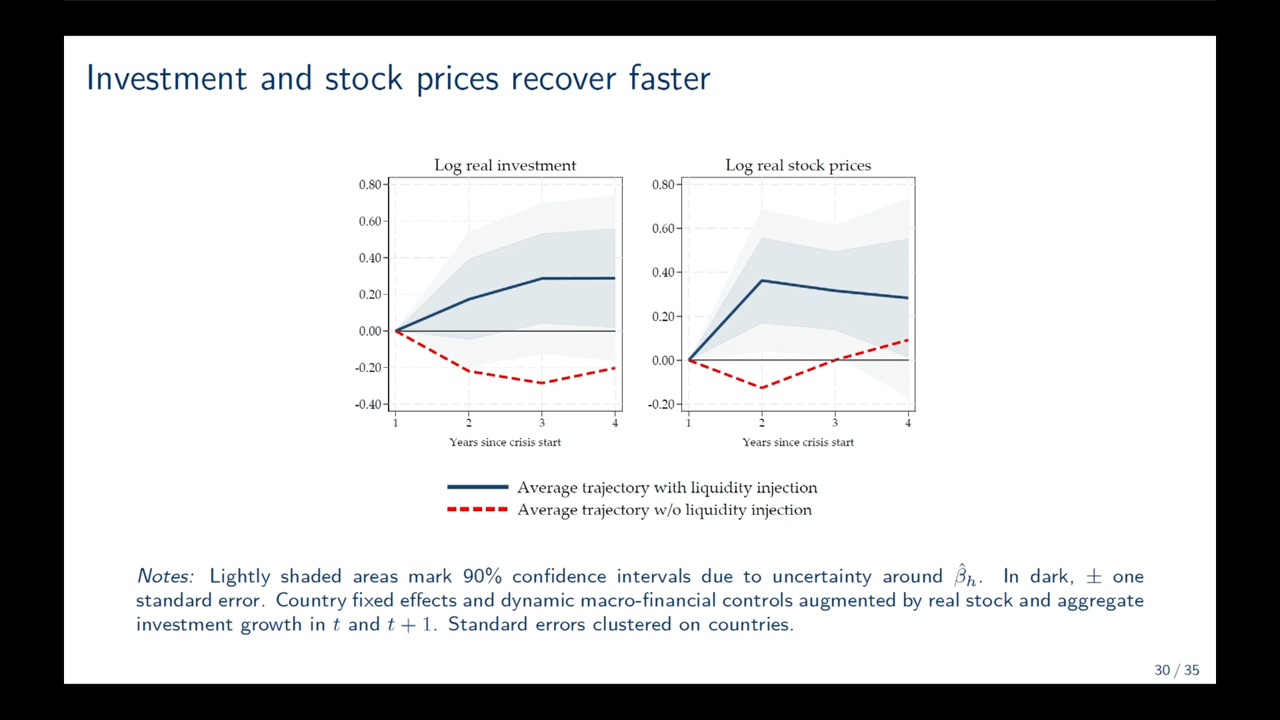 Investment and stock prices recover faster
Log real investment
0.80
0.60
0.40
0.20
0.00
-0.20
-0.40
1 2 3 4
Years since crisis start
Log real stock prices
0.80
0.60
0.40
0.20
0.00
-0.20
1 2 3 4
Years since crisis start
Average trajectory with liquidity injection
Average trajectory w/o liquidity injection
Notes: Lightly shaded areas mark 90% confidence intervals due to uncertainty around β̂ₕ. In dark, ± one
standard error. Country fixed effects and dynamic macro-financial controls augmented by real stock and aggregate
investment growth in t and t + 1. Standard errors clustered on countries.
30 / 35